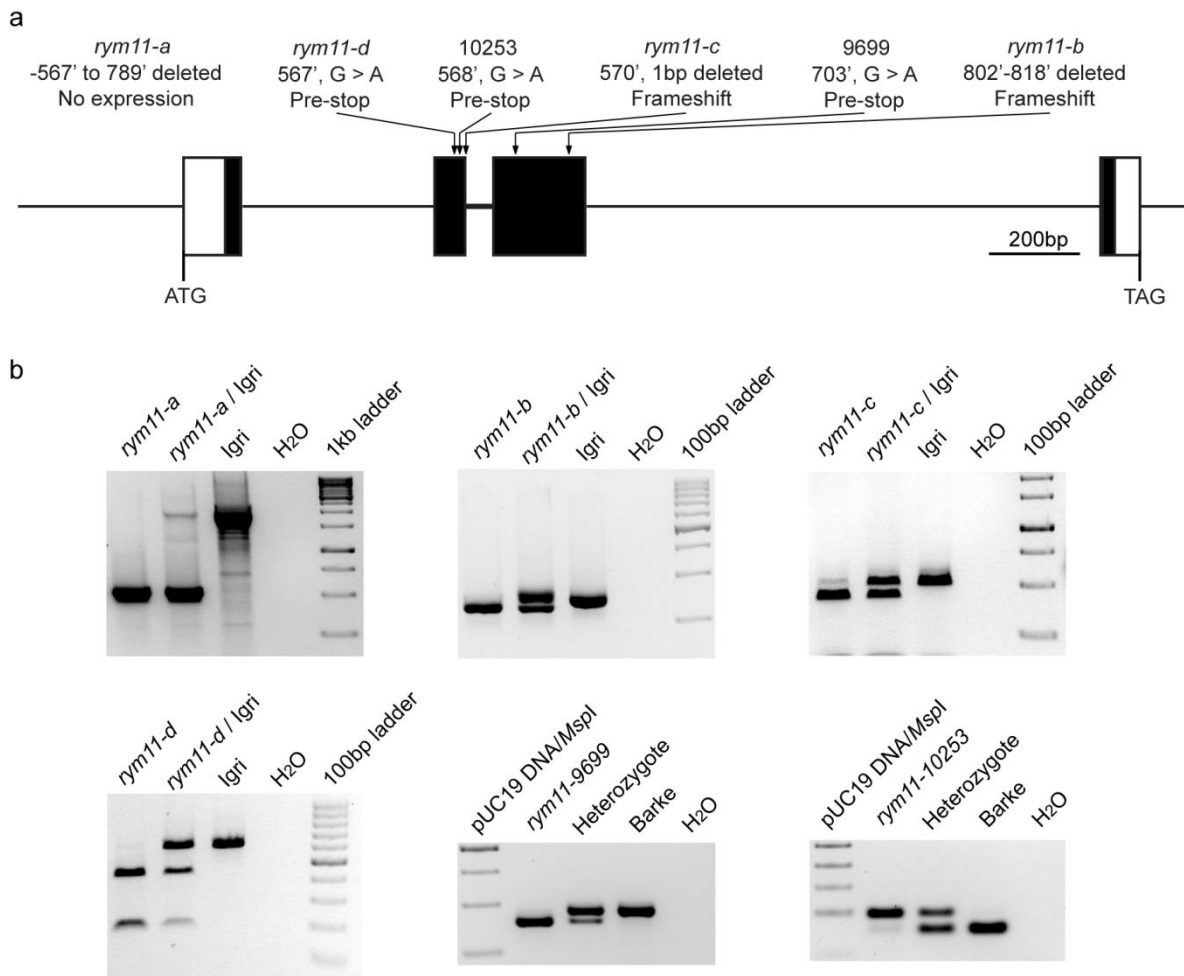 a
rym11-a
-567' to 789' deleted
No expression
rym11-d
567', G > A
Pre-stop
10253
568', G > A
Pre-stop
rym11-c
570', 1bp deleted
Frameshift
9699
703', G > A
Pre-stop
rym11-b
802'-818' deleted
Frameshift
200bp
ATG
TAG
b
rym11-a
rym11-a / Igri
Igri
H2O
1kb ladder
rym11-b
rym11-b / Igri
Igri
H2O
100bp ladder
rym11-c
rym11-c / Igri
Igri
H2O
100bp ladder
rym11-d
rym11-d / Igri
Igri
H2O
100bp ladder
pUC19 DNA/MspI
rym11-9699
Heterozygote
Barke
H2O
pUC19 DNA/MspI
rym11-10253
Heterozygote
Barke
H2O